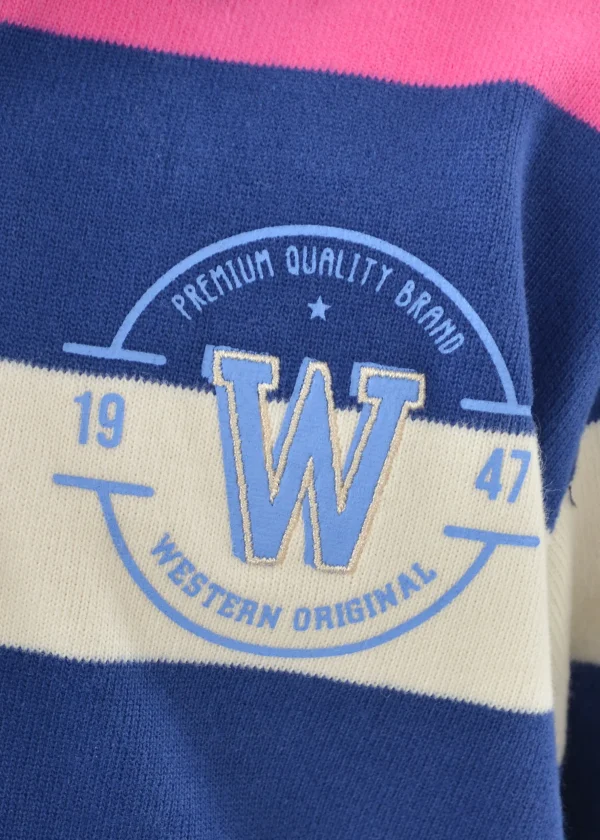 PREMIUM QUALITY BRAND
W
19 47
WESTERN ORIGINAL